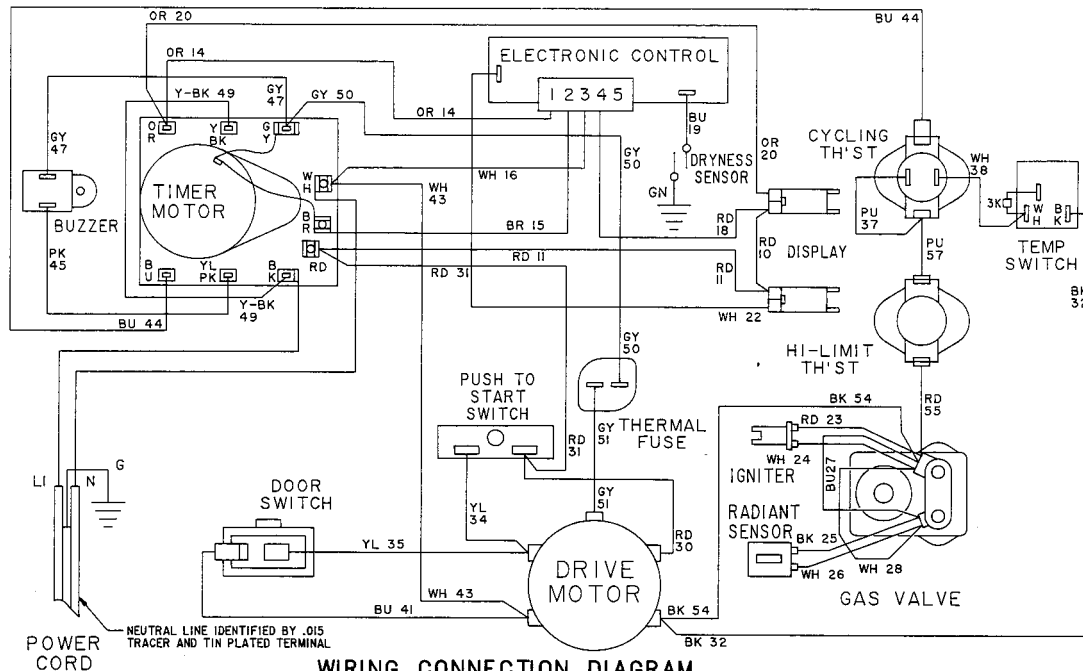 OR 20
BU 44
OR 14
ELECTRONIC CONTROL
Y-BK 49
GY 47
GY 50
1 2 3 4 5
OR 14
GY 47
O R
Y BK
G Y
BU 19
OR 20
CYCLING TH'ST
GY 50
DRYNESS SENSOR
WH 38
TIMER MOTOR
W H
WH 43
WH 16
3K
W H
B K
BUZZER
B R
BR 15
GN
RD 18
PU 37
TEMP SWITCH
PK 45
RD
RD 11
RD 31
RD 10
DISPLAY
PU 57
B U
YL PK
B K
RD 11
BK 32
BU 44
Y-BK 49
WH 22
GY 50
HI-LIMIT TH'ST
PUSH TO START SWITCH
BK 54
RD 55
RD 31
GY 51
THERMAL FUSE
RD 23
WH 24
IGNITER
BU27
L1
N
G
DOOR SWITCH
YL 34
GY 51
RD 30
RADIANT SENSOR
BK 25
YL 35
DRIVE MOTOR
WH 26
WH 28
GAS VALVE
BU 41
WH 43
BK 54
BK 32
POWER CORD
NEUTRAL LINE IDENTIFIED BY .015
TRACER AND TIN PLATED TERMINAL
WIRING CONNECTION DIAGRAM